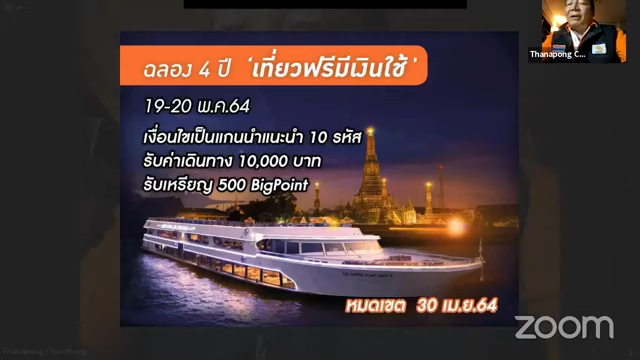 Thanapong C...
ฉลอง 4 ปี 'เที่ยวฟรีมีเงินใช้'
19-20 พ.ค.64
เงื่อนไขเป็นแกนนำแนะนำ 10 รหัส
รับค่าเดินทาง 10,000 บาท
รับเหรียญ 500 BigPoint
หมดเขต 30 เม.ย.64
zoom